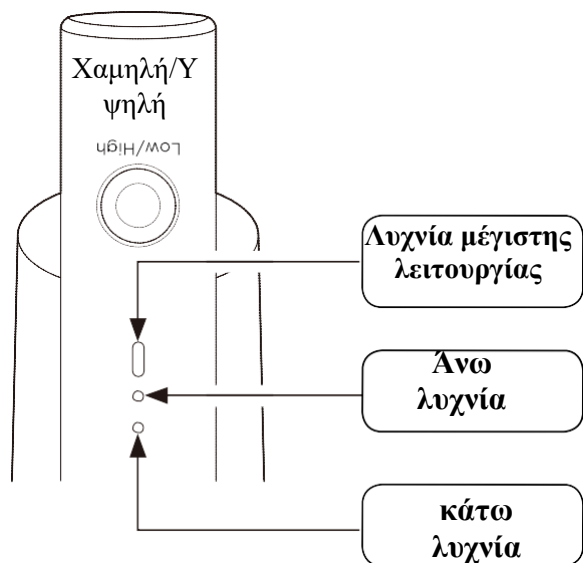 Χαμηλή/Υ
ψηλή
Low/High
Λυχνία μέγιστης
λειτουργίας
Άνω
λυχνία
κάτω
λυχνία